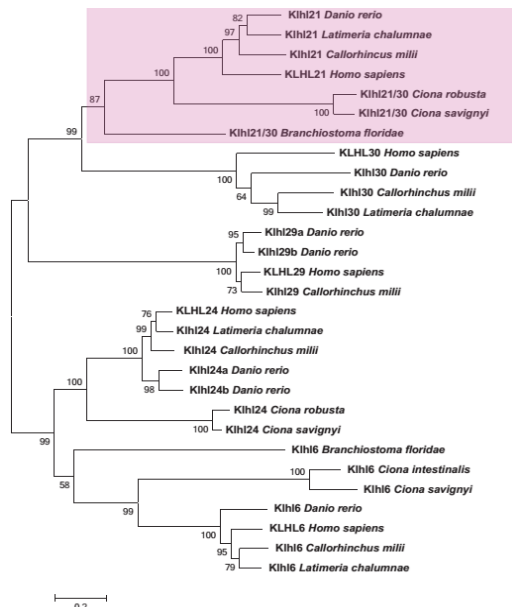 82
Klhl21 Danio rerio
97
Klhl21 Latimeria chalumnae
100
Klhl21 Callorhincus milii
KLHL21 Homo sapiens
100
Klhl21/30 Ciona robusta
87
100
Klhl21/30 Ciona savignyi
99
Klhl21/30 Branchiostoma floridae
KLHL30 Homo sapiens
100
Klhl30 Danio rerio
64
Klhl30 Callorhinchus milii
99
Klhl30 Latimeria chalumnae
95
Klhl29a Danio rerio
Klhl29b Danio rerio
100
KLHL29 Homo sapiens
73
Klhl29 Callorhinchus milii
76
KLHL24 Homo sapiens
99
Klhl24 Latimeria chalumnae
100
Klhl24 Callorhinchus milii
Klhl24a Danio rerio
98
Klhl24b Danio rerio
100
Klhl24 Ciona robusta
100
Klhl24 Ciona savignyi
99
Klhl6 Branchiostoma floridae
58
100
Klhl6 Ciona intestinalis
Klhl6 Ciona savignyi
99
Klhl6 Danio rerio
100
KLHL6 Homo sapiens
95
Klhl6 Callorhinchus milii
79
Klhl6 Latimeria chalumnae
0.2